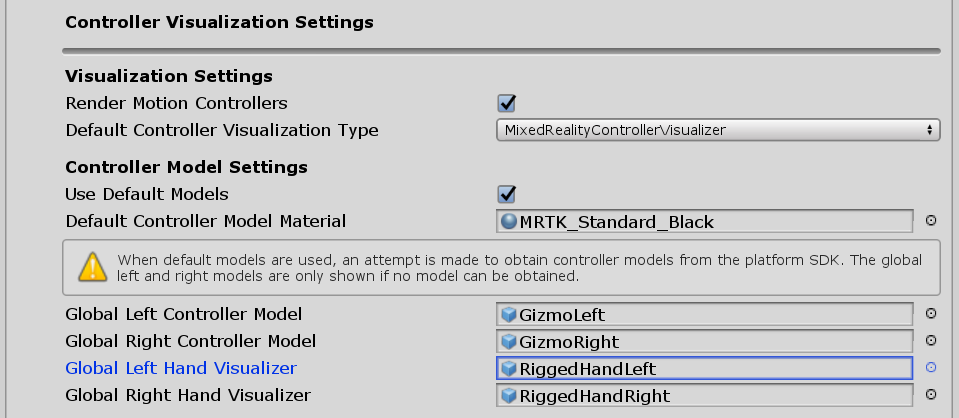 Controller Visualization Settings
Visualization Settings
Render Motion Controllers
Default Controller Visualization Type MixedRealityControllerVisualizer
Controller Model Settings
Use Default Models
Default Controller Model Material MRTK_Standard_Black
When default models are used, an attempt is made to obtain controller models from the platform SDK. The global
left and right models are only shown if no model can be obtained.
Global Left Controller Model GizmoLeft
Global Right Controller Model GizmoRight
Global Left Hand Visualizer RiggedHandLeft
Global Right Hand Visualizer RiggedHandRight